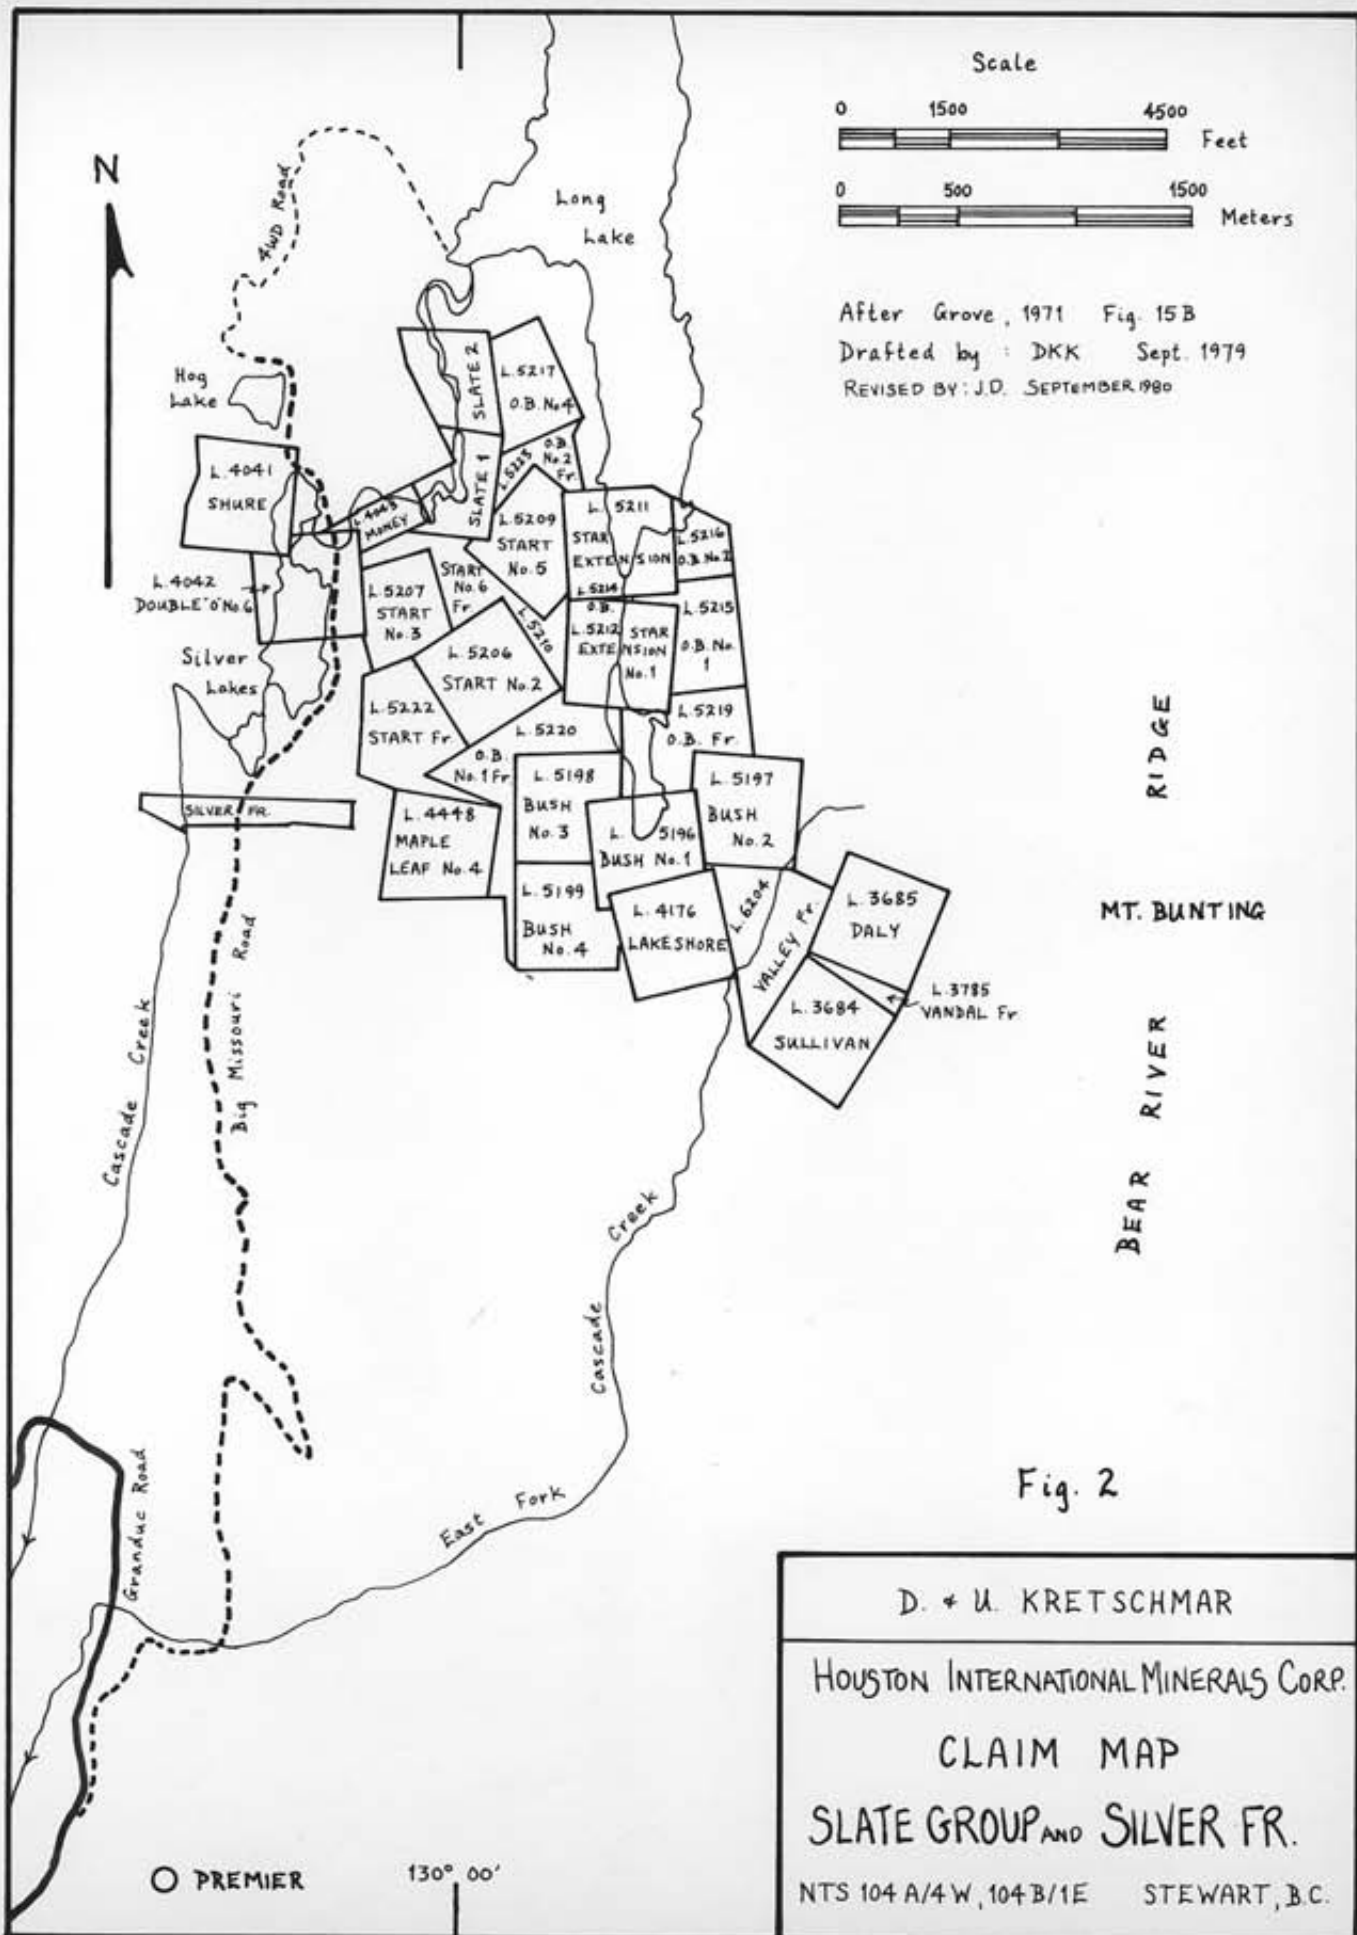 Scale
0 1500 4500
Feet
0 500 1500
Meters
N
4WD Road
Long
Lake
After Grove, 1971 Fig. 15B
Drafted by : DKK Sept. 1979
REVISED BY: J.D. SEPTEMBER 1980
Hog
Lake
SLATE 2
L.5217
O.B. No.4
L.5223
O.B.
No.2
Fr.
L.4041
SHURE
SLATE 1
L.4043
MONEY
L.5209
START
No.5
L. 5211
STAR
EXTENSION
L.5216
O.B. No.2
L.5214
O.B.
L.4042
DOUBLE "O" No.6
L.5207
START
No.3
START
No.6
Fr
L.5210
L.5212
STAR
EXTENSION
No.1
L.5215
O.B. No.
1
Silver
Lakes
L.5206
START No.2
L.5222
START Fr.
L.5220
O.B.
No.1 Fr
L.5219
O.B. Fr.
SILVER FR.
L.4448
MAPLE
LEAF No.4
L.5198
BUSH
No.3
L. 5196
BUSH No.1
L.5197
BUSH
No.2
L.5199
BUSH
No.4
L.4176
LAKESHORE
L.6204
VALLEY Fr.
L.3685
DALY
L.3785
VANDAL Fr
L.3684
SULLIVAN
MT. BUNTING
BEAR RIVER RIDGE
Cascade Creek
Big Missouri Road
Cascade Creek
East Fork
Granduc Road
Fig. 2
PREMIER
130° 00'
D. & U. KRETSCHMAR
HOUSTON INTERNATIONAL MINERALS CORP.
CLAIM MAP
SLATE GROUP AND SILVER FR.
NTS 104 A/4W, 104 B/1E STEWART, B.C.